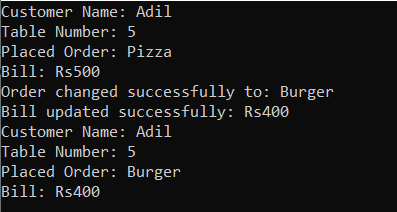 Customer Name: Adil
Table Number: 5
Placed Order: Pizza
Bill: Rs500
Order changed successfully to: Burger
Bill updated successfully: Rs400
Customer Name: Adil
Table Number: 5
Placed Order: Burger
Bill: Rs400